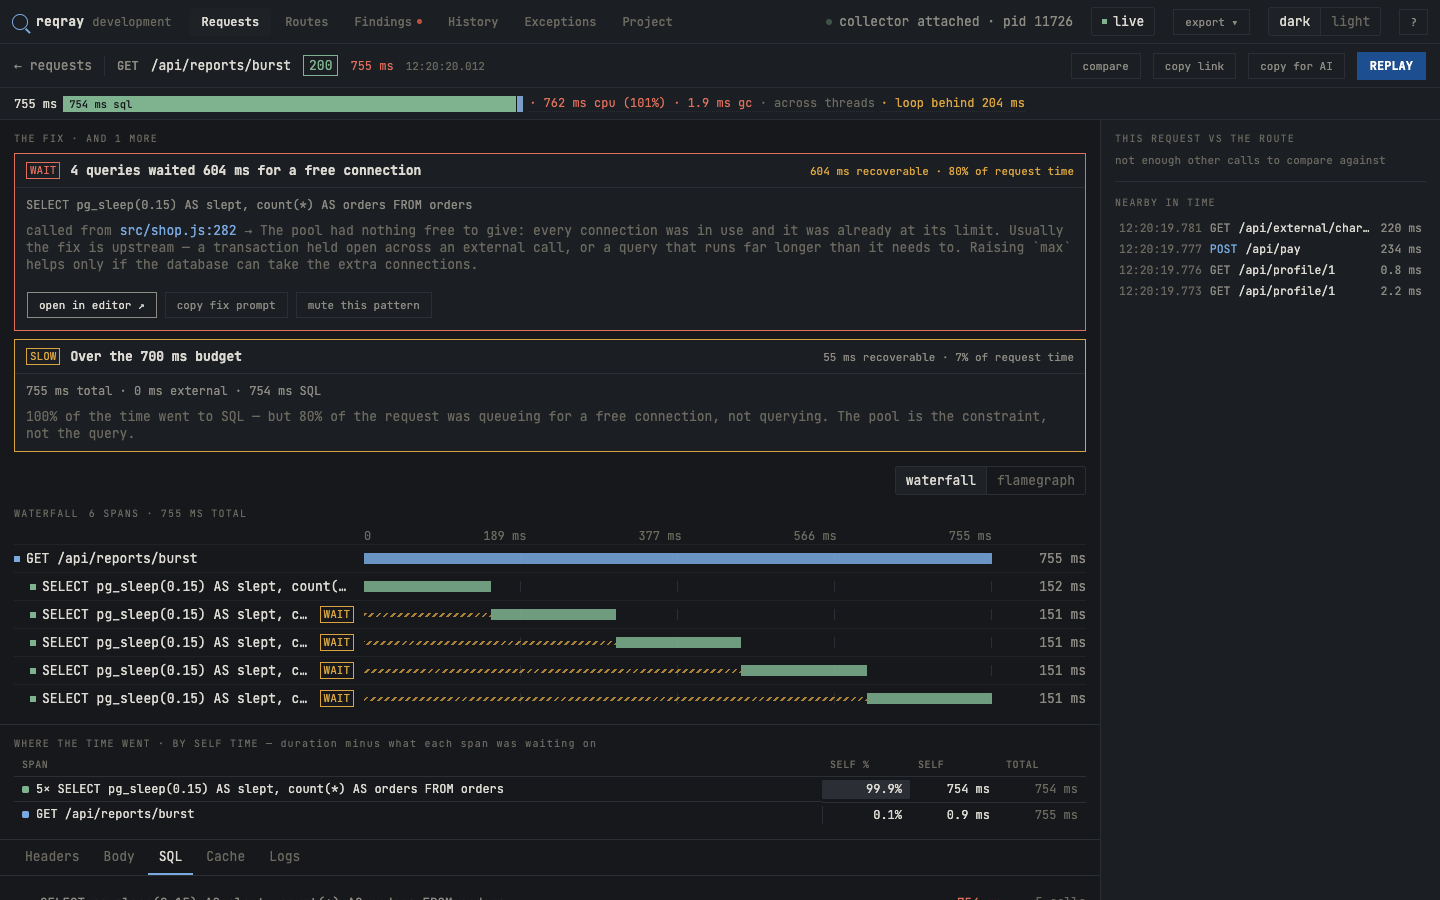 reqray development Requests Routes Findings History Exceptions Project collector attached · pid 11726 live export ▾ dark light ?
← requests GET /api/reports/burst 200 755 ms 12:20:20.012 compare copy link copy for AI REPLAY
755 ms 754 ms sql · 762 ms cpu (101%) · 1.9 ms gc · across threads · loop behind 204 ms
THE FIX · AND 1 MORE
WAIT 4 queries waited 604 ms for a free connection 604 ms recoverable · 80% of request time
SELECT pg_sleep(0.15) AS slept, count(*) AS orders FROM orders
called from src/shop.js:282 → The pool had nothing free to give: every connection was in use and it was already at its limit. Usually
the fix is upstream — a transaction held open across an external call, or a query that runs far longer than it needs to. Raising `max`
helps only if the database can take the extra connections.
open in editor ↗ copy fix prompt mute this pattern
SLOW Over the 700 ms budget 55 ms recoverable · 7% of request time
755 ms total · 0 ms external · 754 ms SQL
100% of the time went to SQL — but 80% of the request was queueing for a free connection, not querying. The pool is the constraint,
not the query.
waterfall flamegraph
WATERFALL 6 SPANS · 755 MS TOTAL
0 189 ms 377 ms 566 ms 755 ms
GET /api/reports/burst 755 ms
SELECT pg_sleep(0.15) AS slept, count(… 152 ms
SELECT pg_sleep(0.15) AS slept, c… WAIT 151 ms
SELECT pg_sleep(0.15) AS slept, c… WAIT 151 ms
SELECT pg_sleep(0.15) AS slept, c… WAIT 151 ms
SELECT pg_sleep(0.15) AS slept, c… WAIT 151 ms
WHERE THE TIME WENT · BY SELF TIME — duration minus what each span was waiting on
SPAN SELF % SELF TOTAL
5× SELECT pg_sleep(0.15) AS slept, count(*) AS orders FROM orders 99.9% 754 ms 754 ms
GET /api/reports/burst 0.1% 0.9 ms 755 ms
Headers Body SQL Cache Logs
THIS REQUEST VS THE ROUTE
not enough other calls to compare against
NEARBY IN TIME
12:20:19.781 GET /api/external/char… 220 ms
12:20:19.777 POST /api/pay 234 ms
12:20:19.776 GET /api/profile/1 0.8 ms
12:20:19.773 GET /api/profile/1 2.2 ms